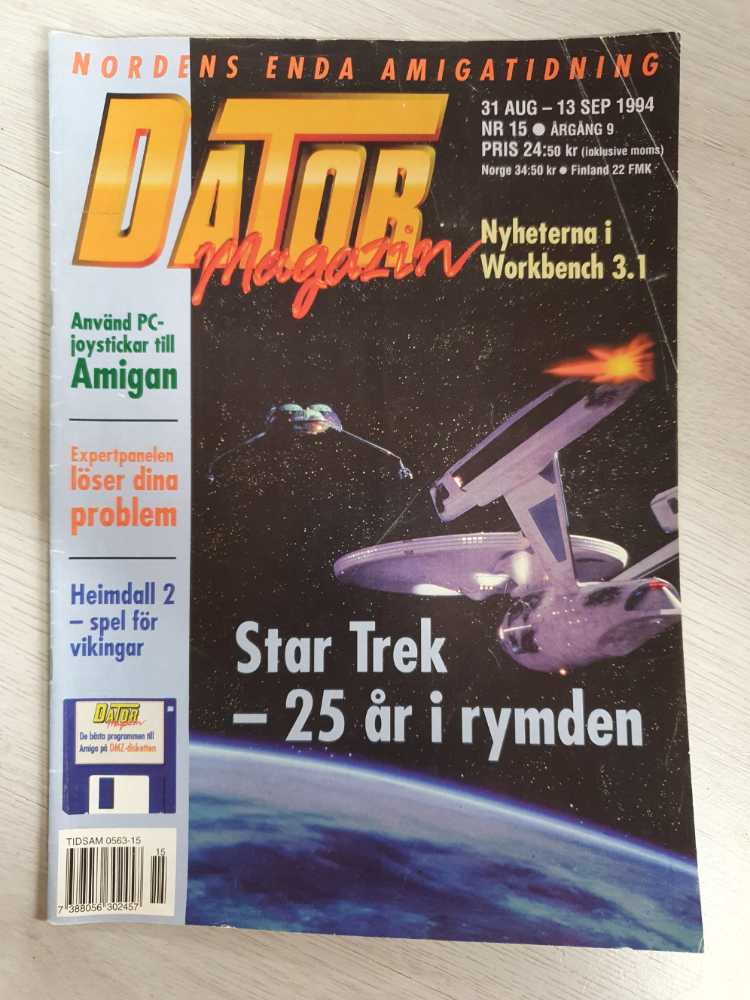 NORDENS ENDA AMIGATIDNING
DATOR
Magazin
31 AUG – 13 SEP 1994
NR 15 ● ÅRGÅNG 9
PRIS 24:50 kr (inklusive moms)
Norge 34:50 kr ● Finland 22 FMK
Nyheterna i
Workbench 3.1
Använd PC-
joystickar till
Amigan
Expertpanelen
löser dina
problem
Heimdall 2
– spel för
vikingar
Star Trek
– 25 år i rymden
DATOR
Magazin
De bästa programmen till
Amiga på DMZ-disketten
TIDSAM 0563-15
15
7 388056 302457